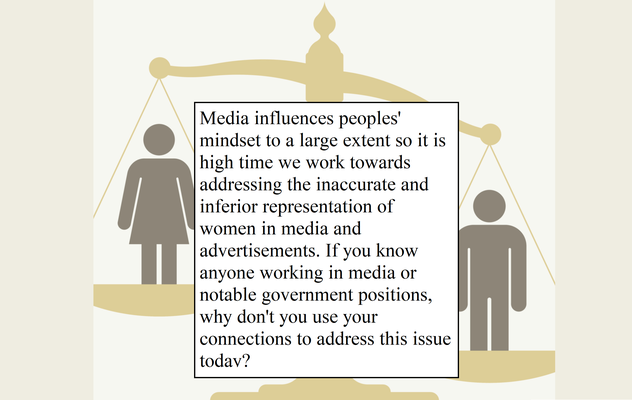 Media influences peoples'
mindset to a large extent so it is
high time we work towards
addressing the inaccurate and
inferior representation of
women in media and
advertisements. If you know
anyone working in media or
notable government positions,
why don't you use your
connections to address this issue
today?